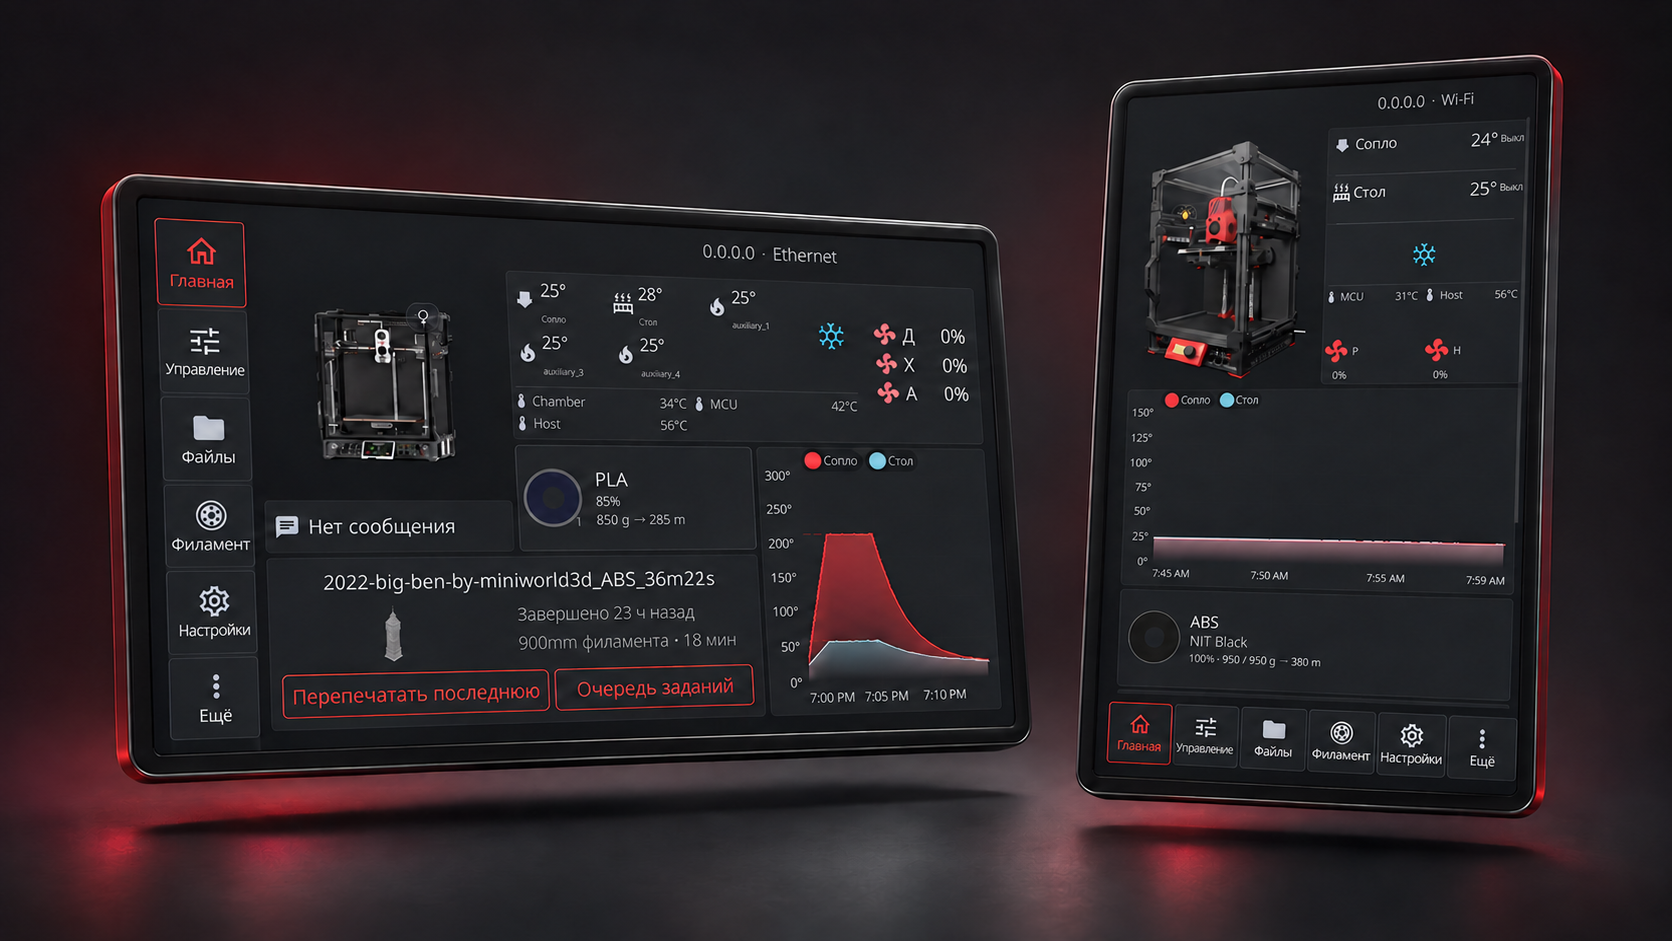 0.0.0.0 · Ethernet
Главная
Управление
Файлы
Филамент
Настройки
Ещё
25°
Сопло
28°
Стол
25°
auxiliary_1
25°
auxiliary_3
25°
auxiliary_4
Д 0%
X 0%
A 0%
Chamber 34°C
MCU 42°C
Host 56°C
Нет сообщения
PLA
85%
850 g → 285 m
1
2022-big-ben-by-miniworld3d_ABS_36m22s
Завершено 23 ч назад
900mm филамента • 18 мин
Перепечатать последнюю
Очередь заданий
Сопло Стол
300°
250°
200°
150°
100°
50°
0°
7:00 PM 7:05 PM 7:10 PM
0.0.0.0 · Wi-Fi
Сопло 24° Выкл
Стол 25° Выкл
MCU 31°C Host 56°C
P
0%
H
0%
Сопло Стол
150°
125°
100°
75°
50°
25°
0°
7:45 AM 7:50 AM 7:55 AM 7:59 AM
ABS
NIT Black
100% · 950 / 950 g → 380 m
Главная
Управление
Файлы
Филамент
Настройки
Ещё